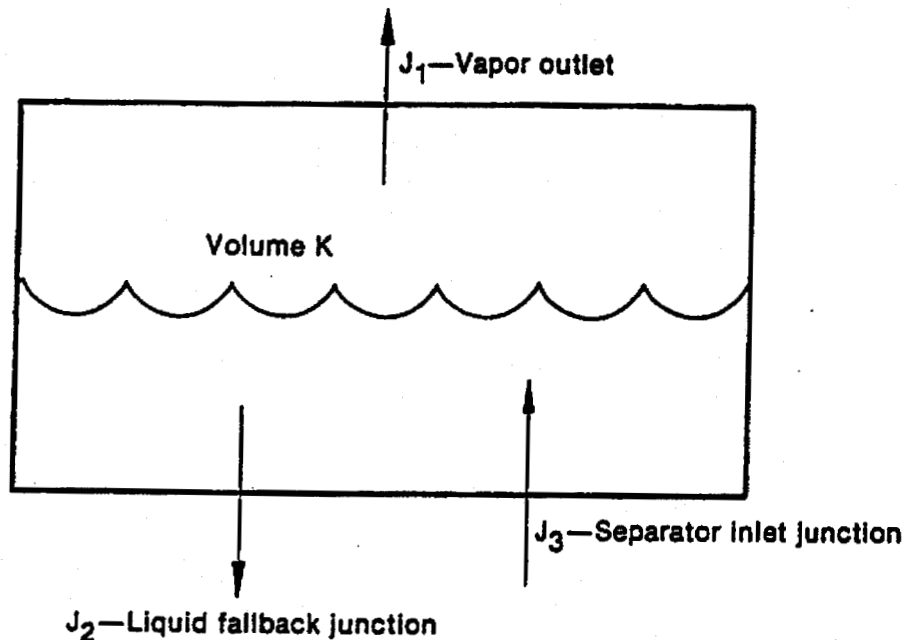 J₁—Vapor outlet
Volume K
J₃—Separator inlet junction
J₂—Liquid fallback junction